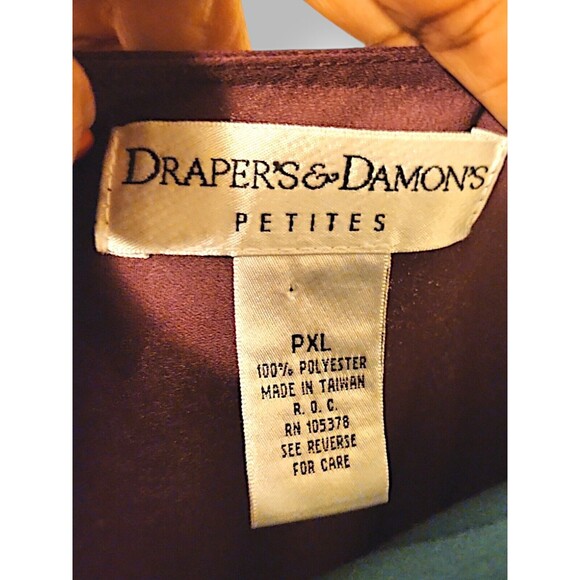 DRAPER'S & DAMON'S
PETITES
PXL
100% POLYESTER
MADE IN TAIWAN
R. O. C.
RN 105378
SEE REVERSE
FOR CARE